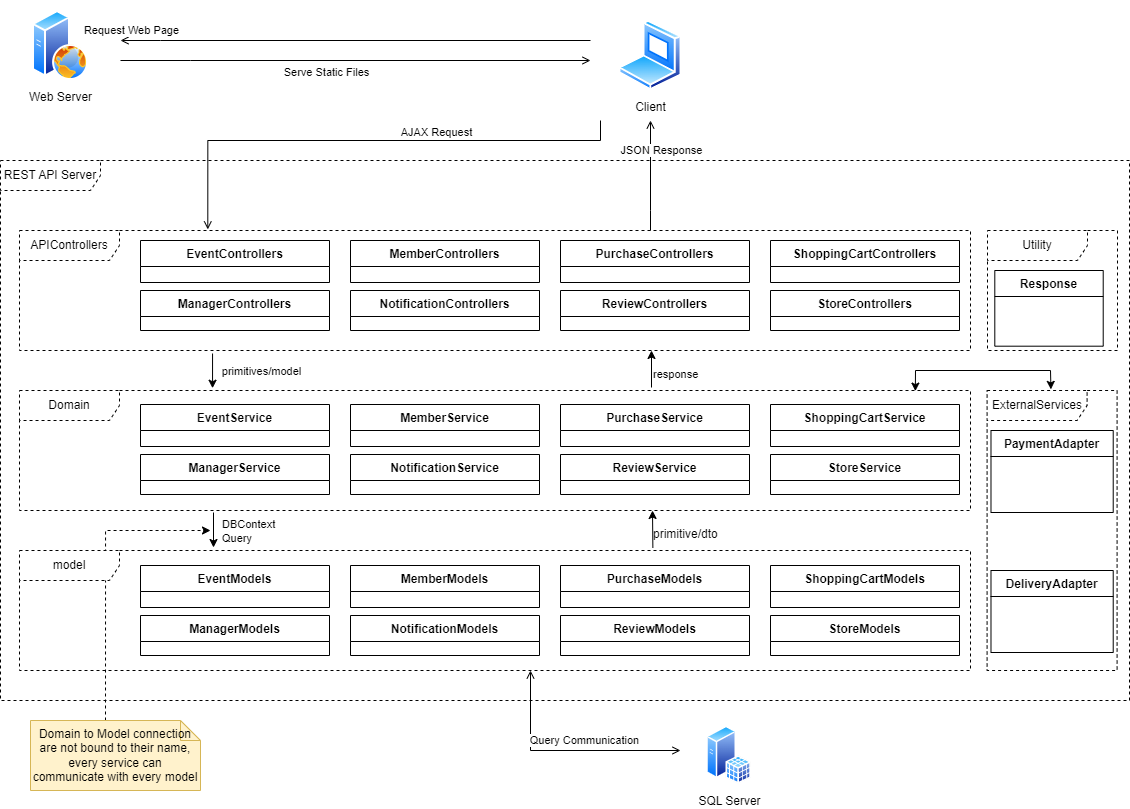 Request Web Page
Serve Static Files
Web Server
Client
AJAX Request
JSON Response
REST API Server
APIControllers
EventControllers
MemberControllers
PurchaseControllers
ShoppingCartControllers
ManagerControllers
NotificationControllers
ReviewControllers
StoreControllers
Utility
Response
primitives/model
response
Domain
EventService
MemberService
PurchaseService
ShoppingCartService
ManagerService
NotificationService
ReviewService
StoreService
ExternalServices
PaymentAdapter
DeliveryAdapter
DBContext
Query
primitive/dto
model
EventModels
MemberModels
PurchaseModels
ShoppingCartModels
ManagerModels
NotificationModels
ReviewModels
StoreModels
Domain to Model connection
are not bound to their name,
every service can
communicate with every model
Query Communication
SQL Server